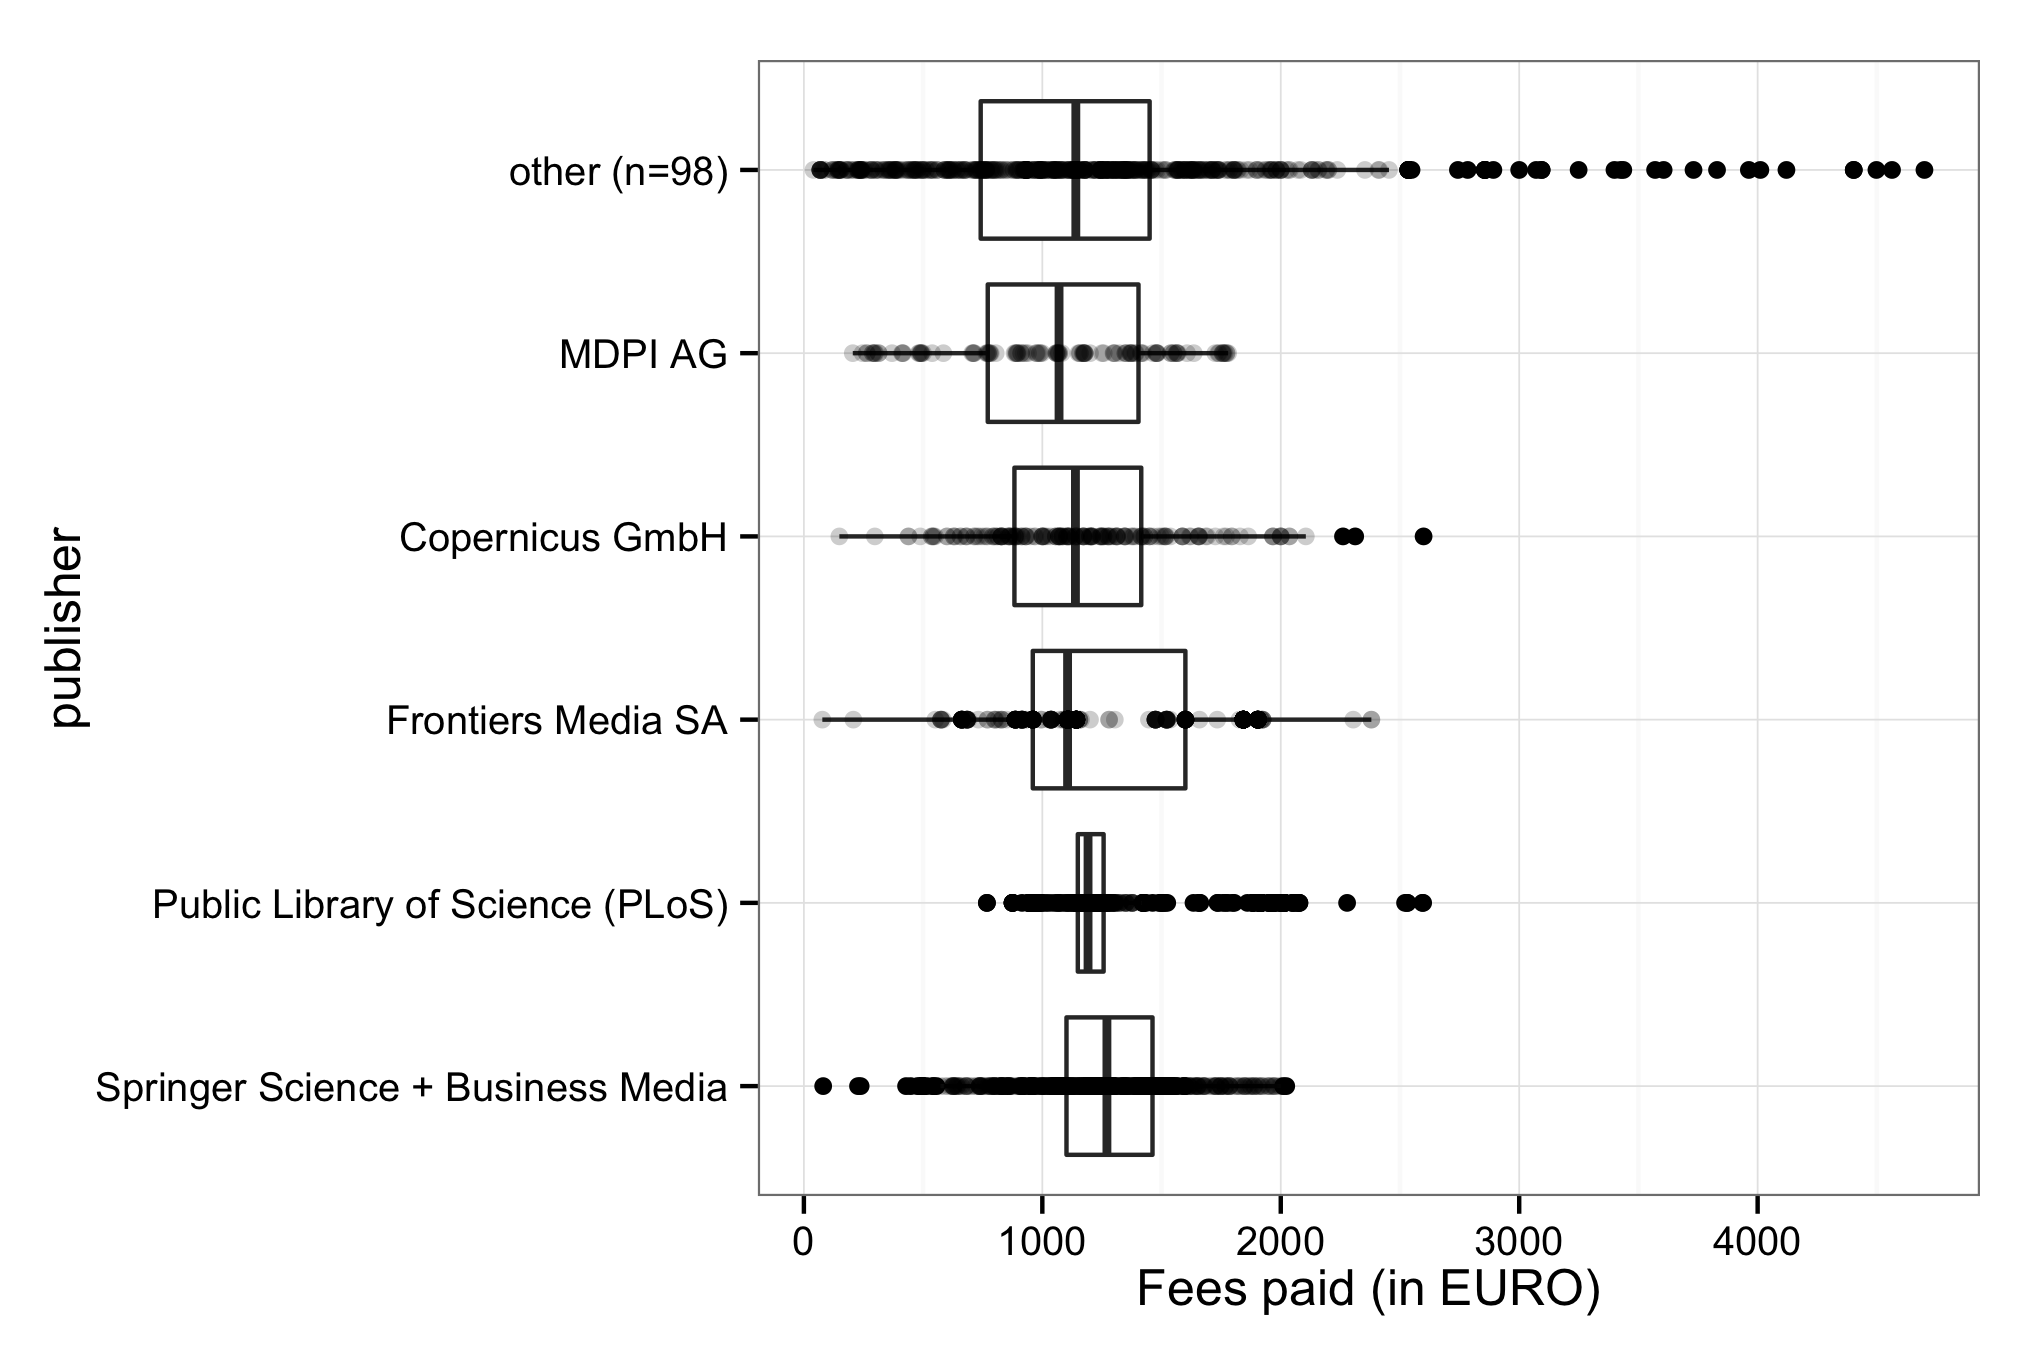 publisher
other (n=98)
MDPI AG
Copernicus GmbH
Frontiers Media SA
Public Library of Science (PLoS)
Springer Science + Business Media
0 1000 2000 3000 4000
Fees paid (in EURO)